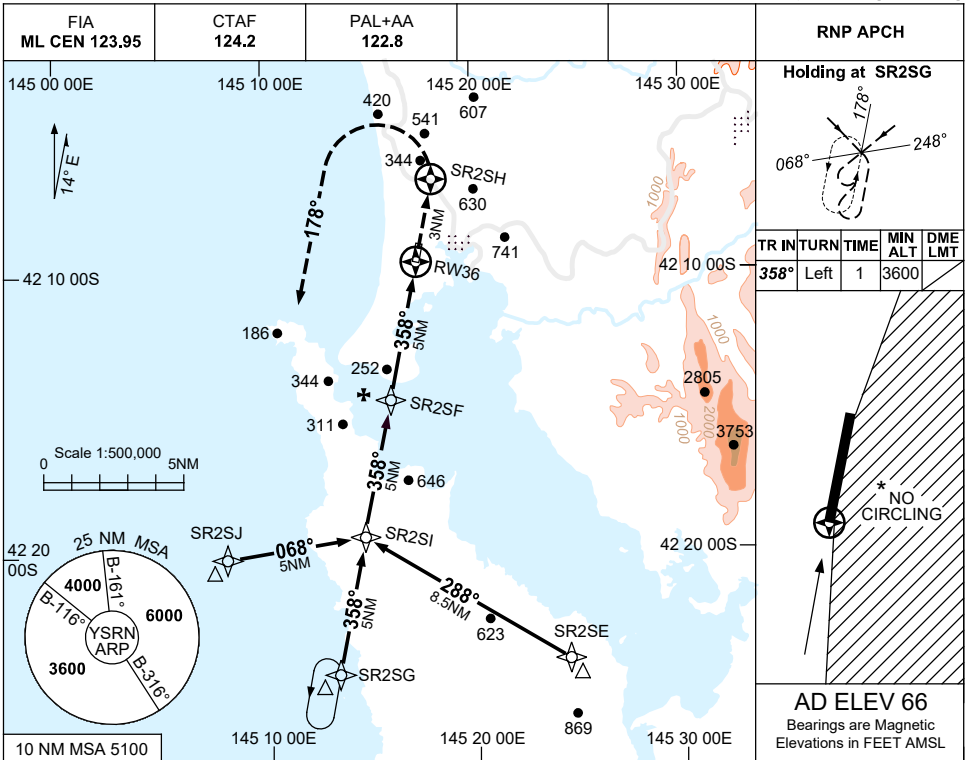 FIA
ML CEN 123.95
CTAF
124.2
PAL+AA
122.8
RNP APCH
145 00 00E
145 10 00E
145 20 00E
145 30 00E
14° E
420
541
607
344
SR2SH
630
178°
3NM
741
1000
RW36
42 10 00S
42 10 00S
358°
5NM
186
252
344
SR2SF
311
1000
2805
2000
1000
3753
Scale 1:500,000
0
5NM
358°
5NM
646
SR2SJ
068°
5NM
SR2SI
42 20
00S
42 20 00S
25 NM MSA
4000
B-161°
6000
B-116°
YSRN
ARP
3600
B-316°
358°
5NM
288°
8.5NM
623
SR2SE
SR2SG
869
10 NM MSA 5100
145 10 00E
145 20 00E
145 30 00E
Holding at SR2SG
178°
068°
248°
TR IN TURN TIME MIN ALT DME LMT
358° Left 1 3600
* NO
CIRCLING
AD ELEV 66
Bearings are Magnetic
Elevations in FEET AMSL